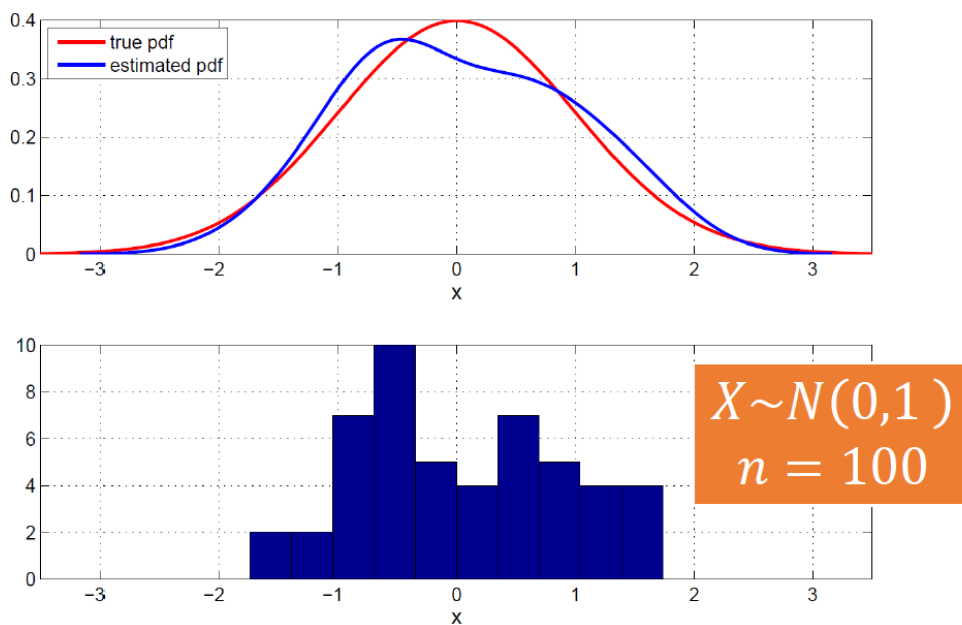 0.4
0.3
0.2
0.1
0
true pdf
estimated pdf
−3 −2 −1 0 1 2 3
x
10
8
6
4
2
0
−3 −2 −1 0 1 2 3
x
X~N(0,1 )
n = 100